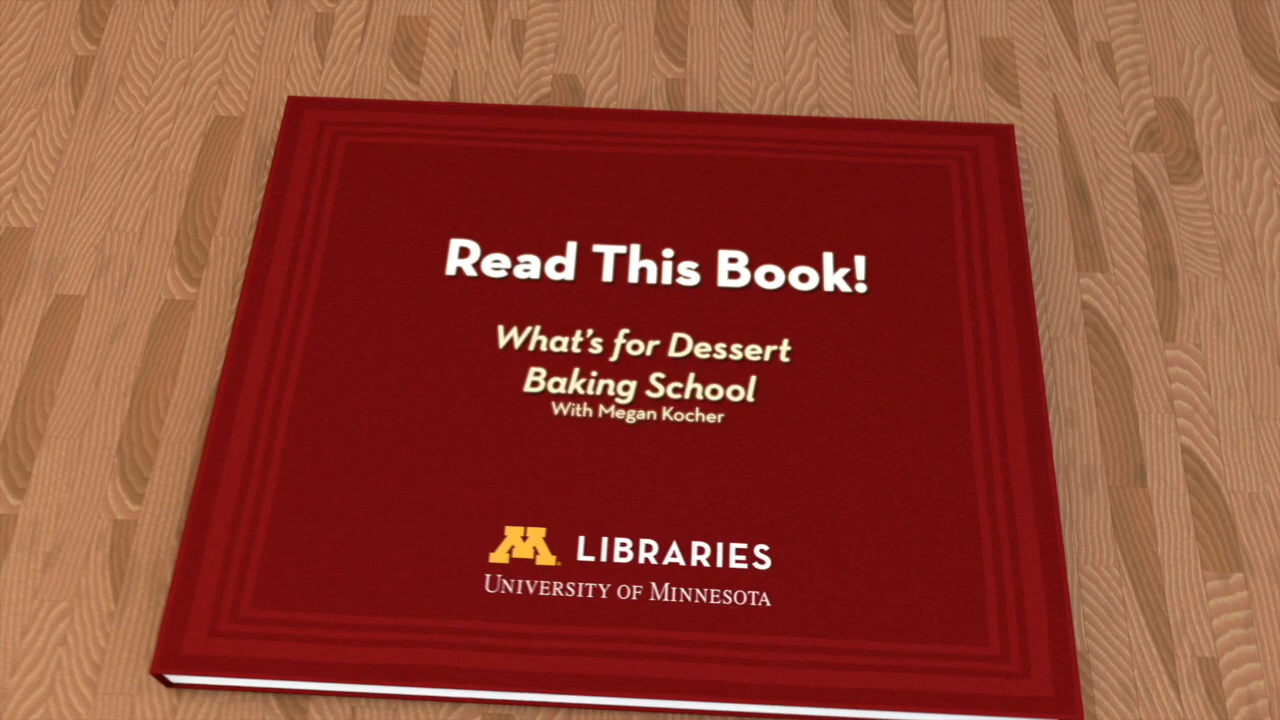 Read This Book!
What's for Dessert
Baking School
With Megan Kocher
M LIBRARIES
UNIVERSITY OF MINNESOTA